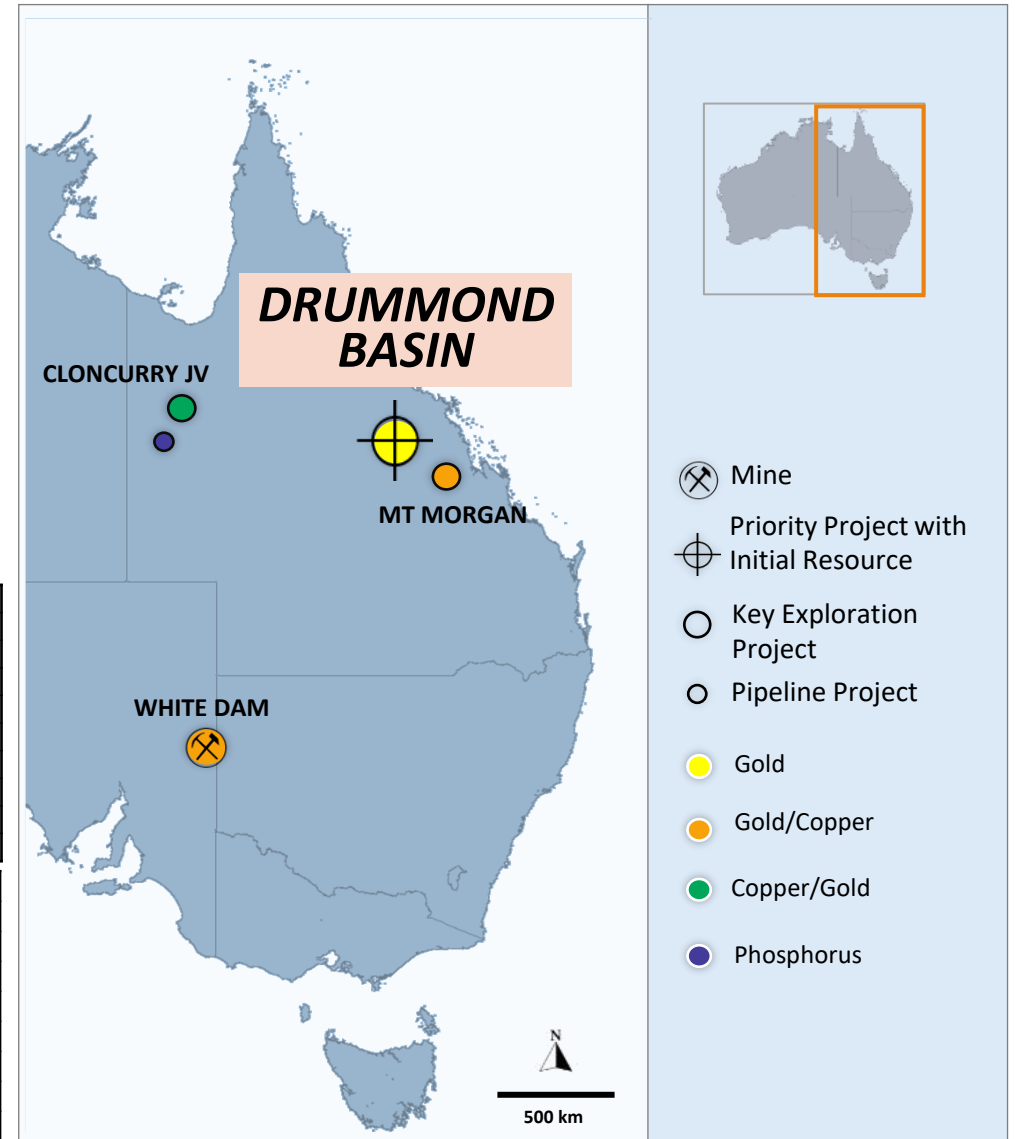 DRUMMOND
BASIN
CLONCURRY JV
MT MORGAN
WHITE DAM
N
500 km
Mine
Priority Project with
Initial Resource
Key Exploration
Project
Pipeline Project
Gold
Gold/Copper
Copper/Gold
Phosphorus